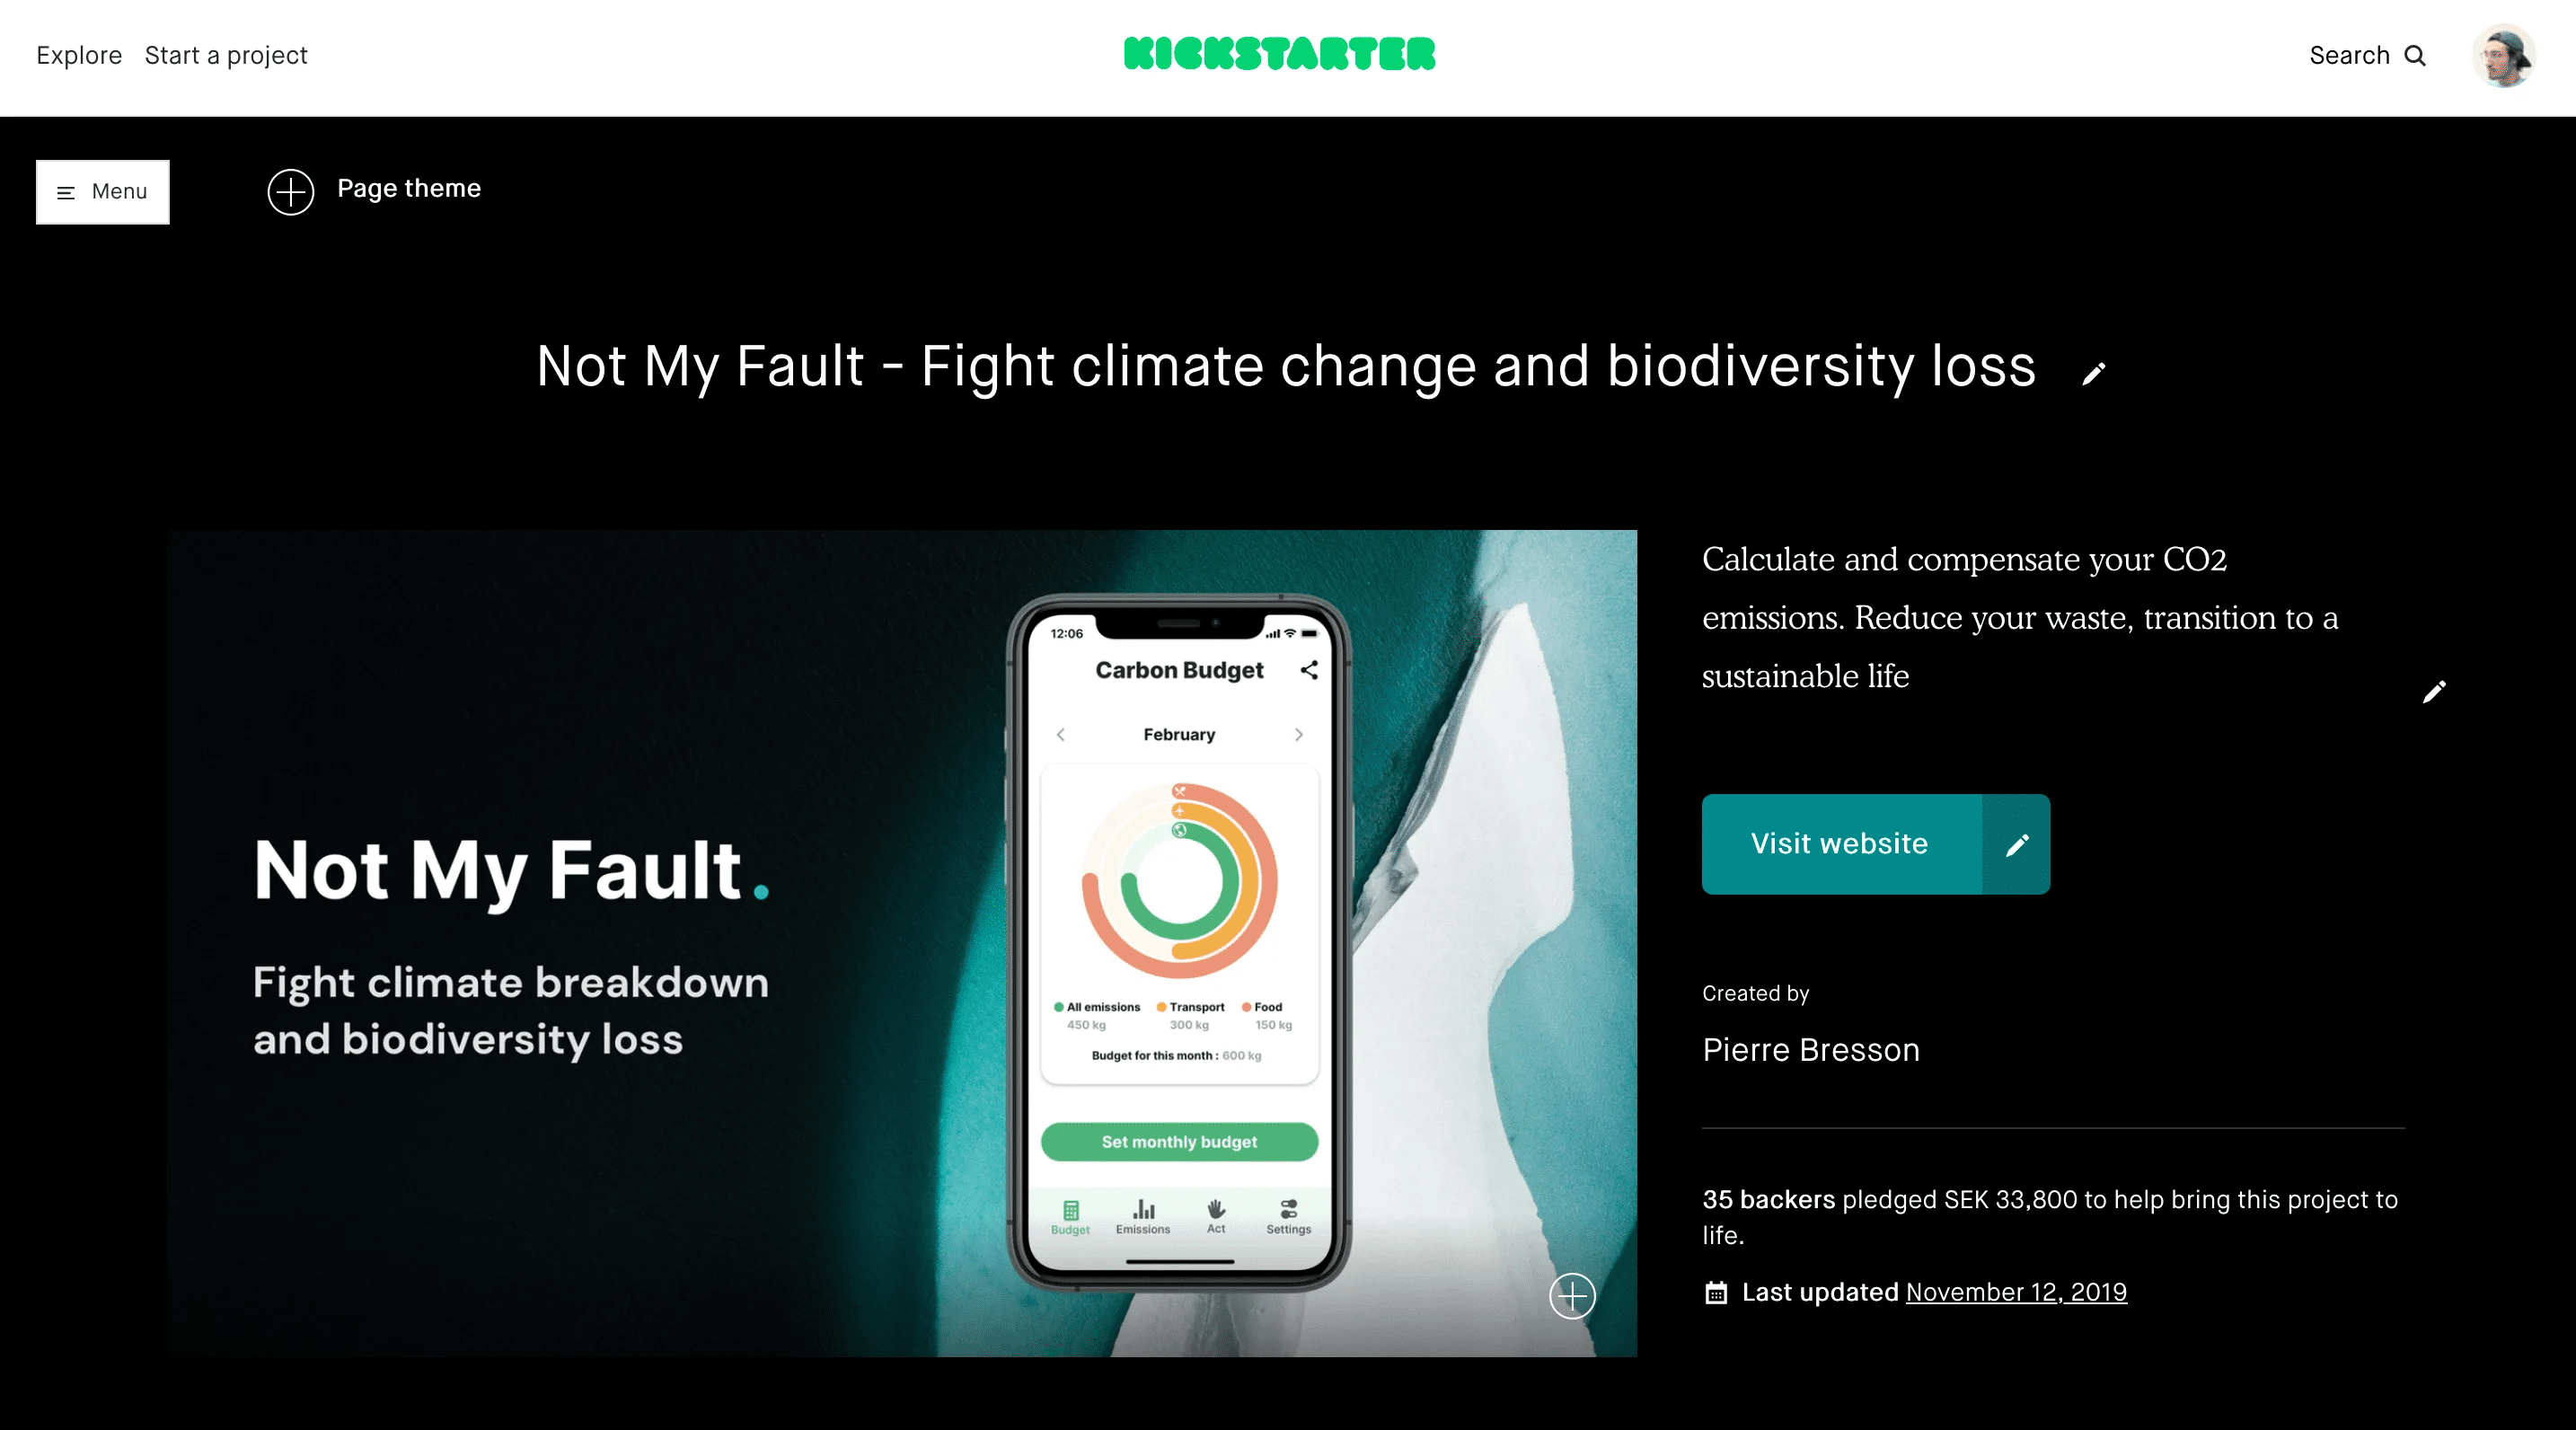 Explore Start a project KICKSTARTER Search
Menu Page theme
Not My Fault - Fight climate change and biodiversity loss
12:06
Carbon Budget
February
All emissions Transport Food
450 kg 300 kg 150 kg
Budget for this month : 600 kg
Set monthly budget
Budget Emissions Act Settings
Not My Fault.
Fight climate breakdown
and biodiversity loss
Calculate and compensate your CO2
emissions. Reduce your waste, transition to a
sustainable life
Visit website
Created by
Pierre Bresson
35 backers pledged SEK 33,800 to help bring this project to
life.
Last updated November 12, 2019